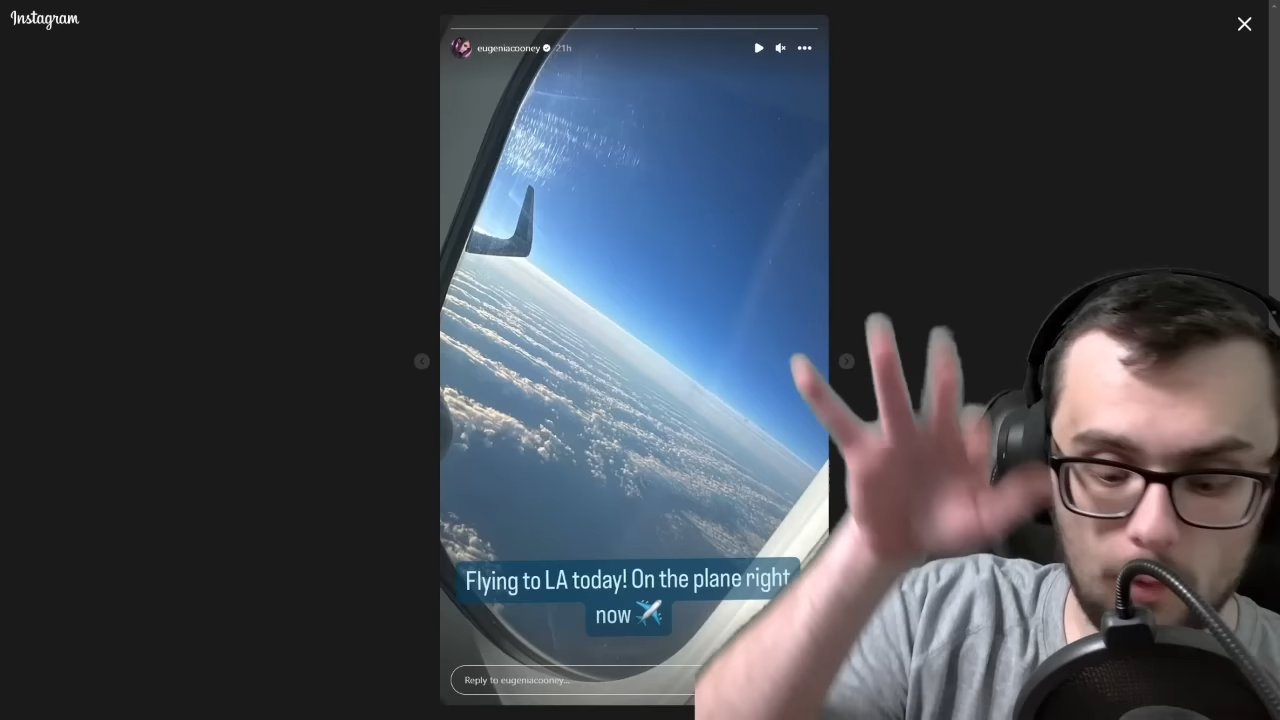 Instagram
eugeniacooney 21h
Flying to LA today! On the plane right
now ✈️
Reply to eugeniacooney...